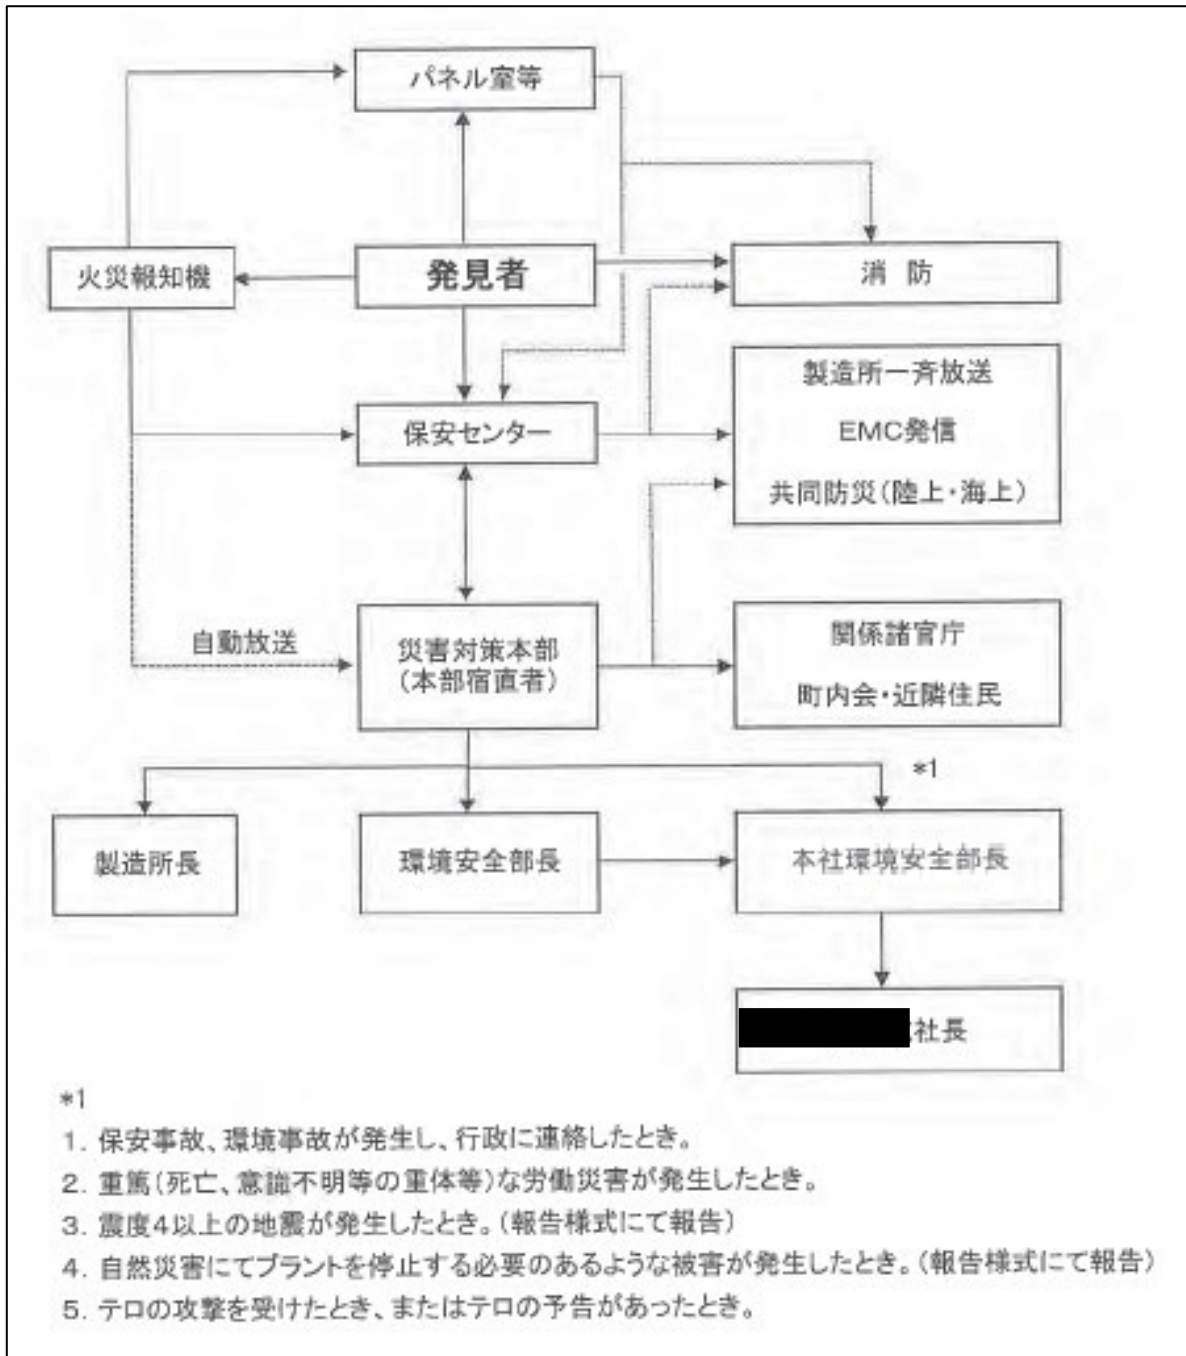 パネル室等
火災報知機
発見者
消 防
製造所一斉放送
EMC発信
共同防災(陸上・海上)
保安センター
自動放送
災害対策本部
(本部宿直者)
関係諸官庁
町内会・近隣住民
*1
製造所長
環境安全部長
本社環境安全部長
社長
*1
1. 保安事故、環境事故が発生し、行政に連絡したとき。
2. 重篤(死亡、意識不明等の重体等)な労働災害が発生したとき。
3. 震度4以上の地震が発生したとき。(報告様式にて報告)
4. 自然災害にてプラントを停止する必要のあるような被害が発生したとき。(報告様式にて報告)
5. テロの攻撃を受けたとき、またはテロの予告があったとき。